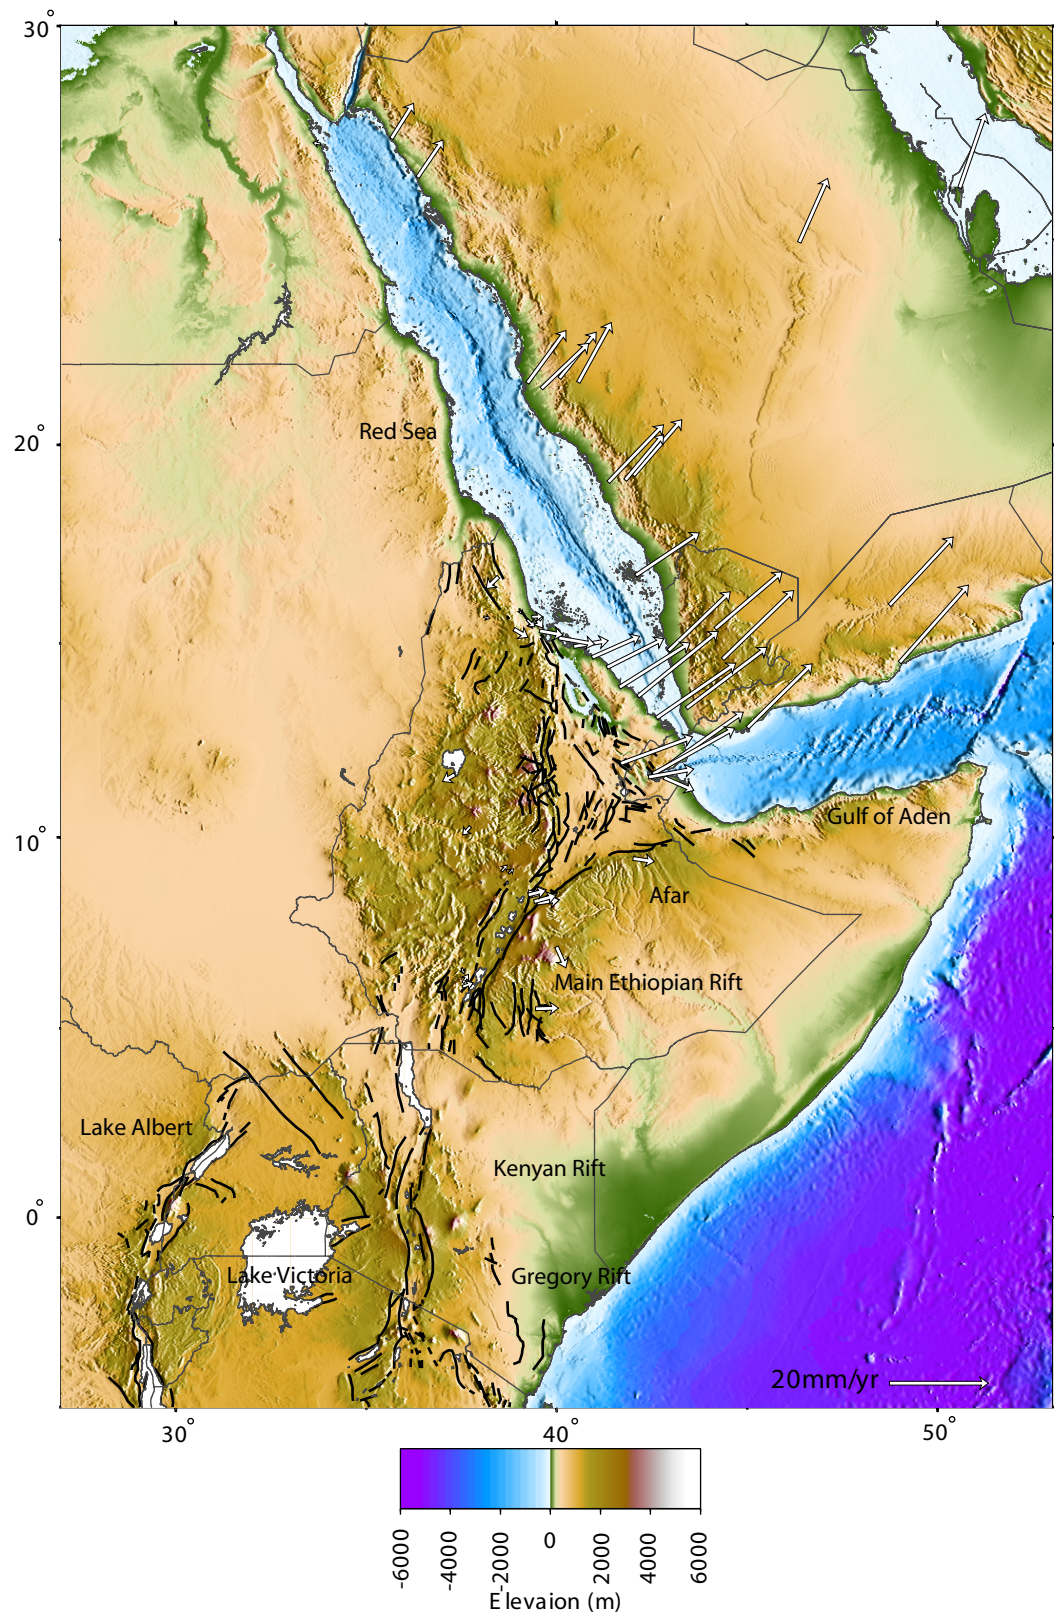 30°
Red Sea
20°
Gulf of Aden
10°
Afar
Main Ethiopian Rift
Lake Albert
Kenyan Rift
0°
Lake Victoria
Gregory Rift
20mm/yr
30°
40°
50°
-6000
-4000
-2000
0
2000
4000
6000
Elevaion (m)